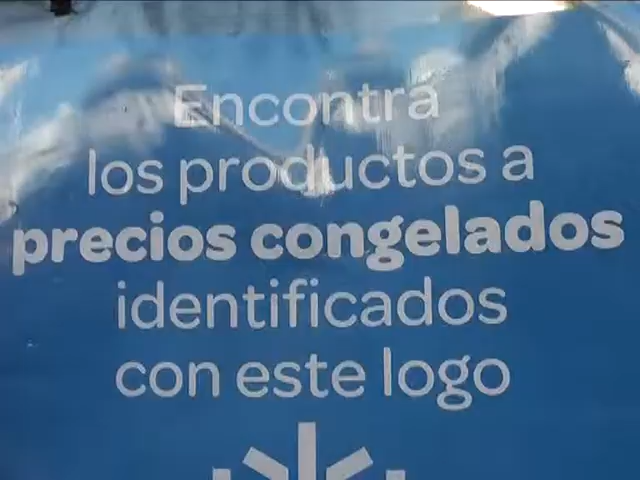 Encontrá
los productos a
precios congelados
identificados
con este logo